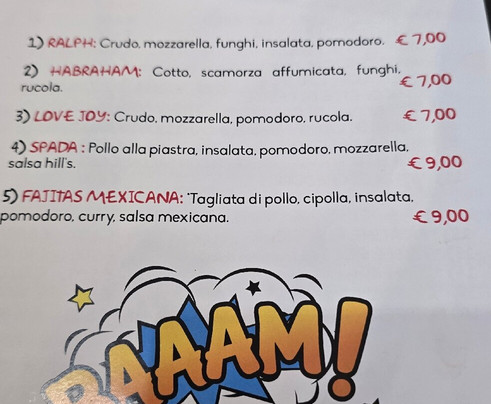 1) RALPH: Crudo, mozzarella, funghi, insalata, pomodoro. € 7,00
2) HABRAHAM: Cotto, scamorza affumicata, funghi,
rucola. € 7,00
3) LOVE JOY: Crudo, mozzarella, pomodoro, rucola. € 7,00
4) SPADA : Pollo alla piastra, insalata, pomodoro, mozzarella,
salsa hill's. € 9,00
5) FAJITAS MEXICANA: *Tagliata di pollo, cipolla, insalata,
pomodoro, curry, salsa mexicana. € 9,00
BAAAM!